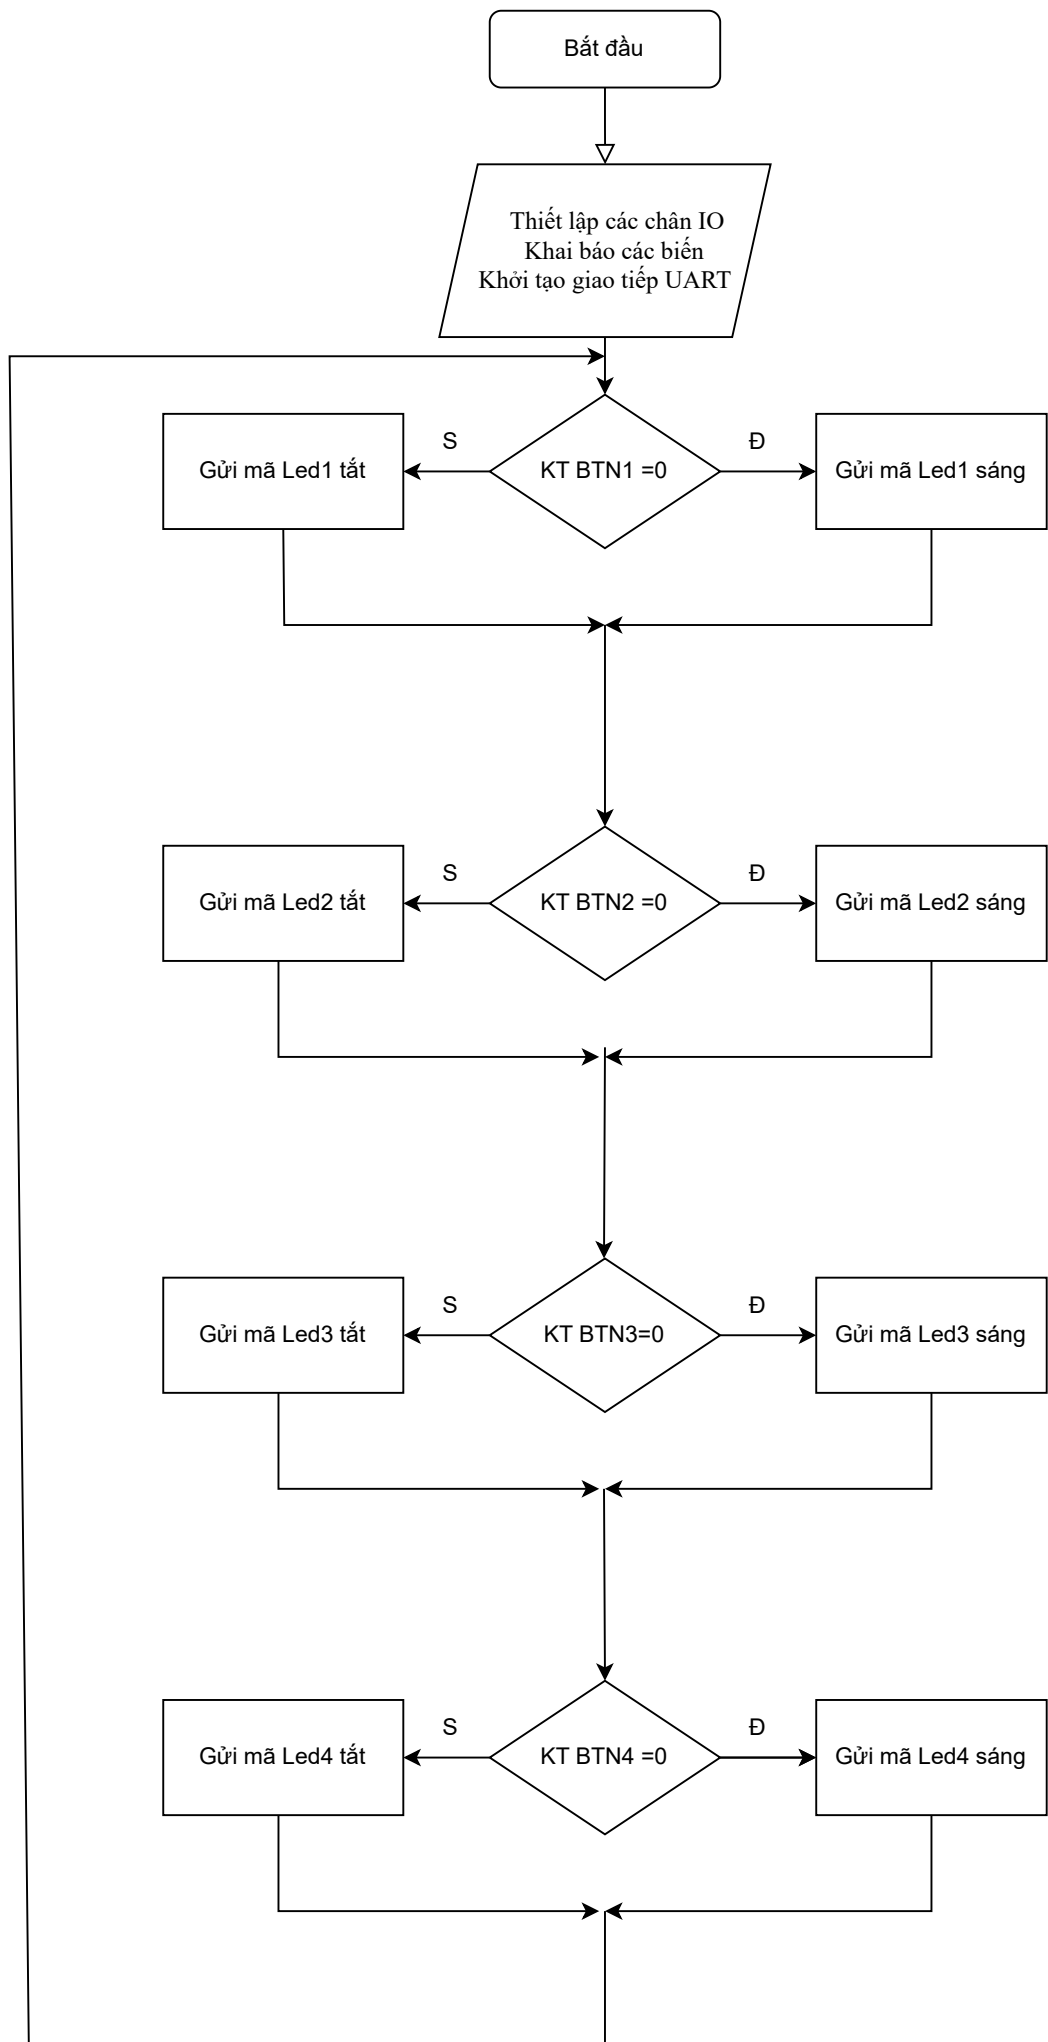 Bắt đầu
Thiết lập các chân IO
Khai báo các biến
Khởi tạo giao tiếp UART
S
Đ
Gửi mã Led1 tắt
KT BTN1 =0
Gửi mã Led1 sáng
S
Đ
Gửi mã Led2 tắt
KT BTN2 =0
Gửi mã Led2 sáng
S
Đ
Gửi mã Led3 tắt
KT BTN3=0
Gửi mã Led3 sáng
S
Đ
Gửi mã Led4 tắt
KT BTN4 =0
Gửi mã Led4 sáng